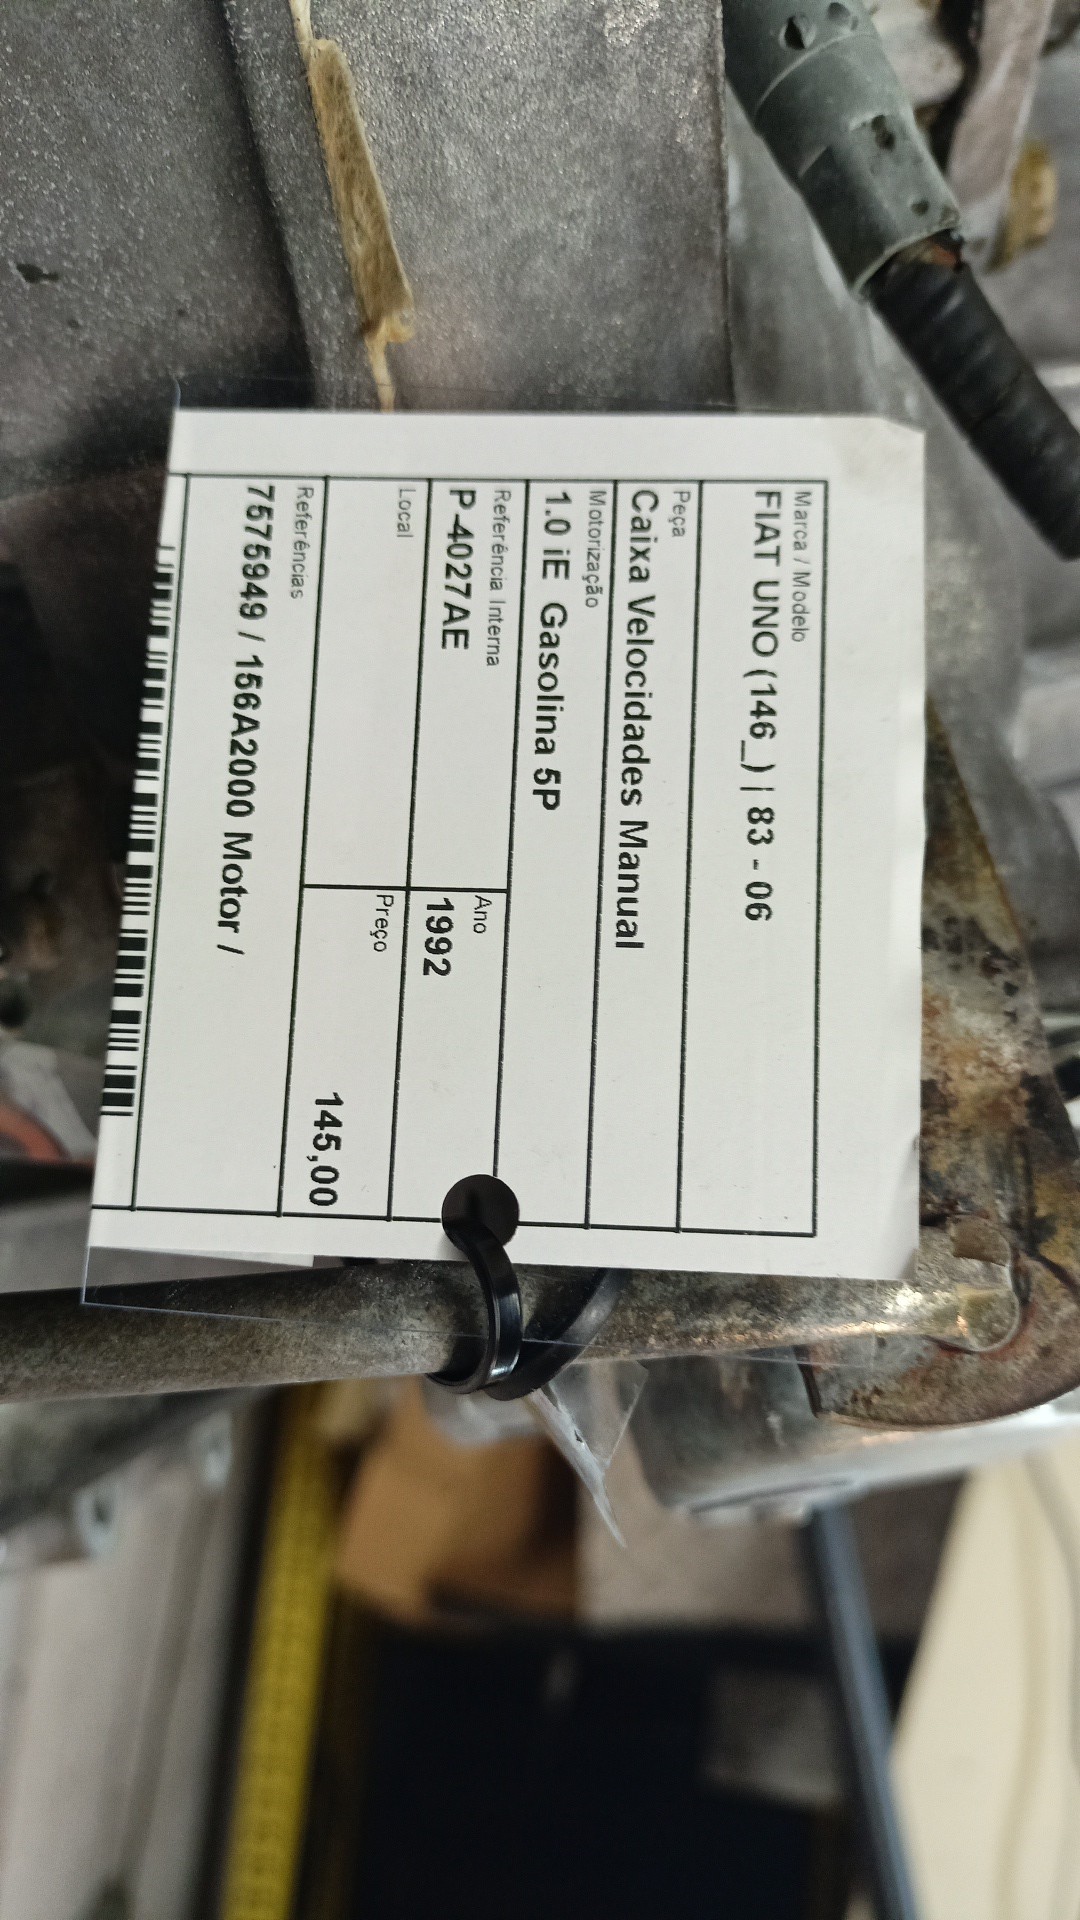 Marca / Modelo
FIAT UNO (146_) | 83 - 06
Peça
Caixa Velocidades Manual
Motorização
1.0 iE Gasolina 5P
Referência Interna
P-4027AE
Ano
1992
Local
Preço
145,00
Referências
7575949 / 156A2000 Motor /